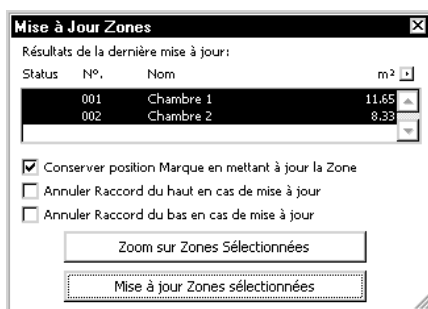 Mise à Jour Zones
Résultats de la dernière mise à jour:
Status Nº. Nom m²
001 Chambre 1 11.65
002 Chambre 2 8.33
Conserver position Marque en mettant à jour la Zone
Annuler Raccord du haut en cas de mise à jour
Annuler Raccord du bas en cas de mise à jour
Zoom sur Zones Sélectionnées
Mise à jour Zones sélectionnées